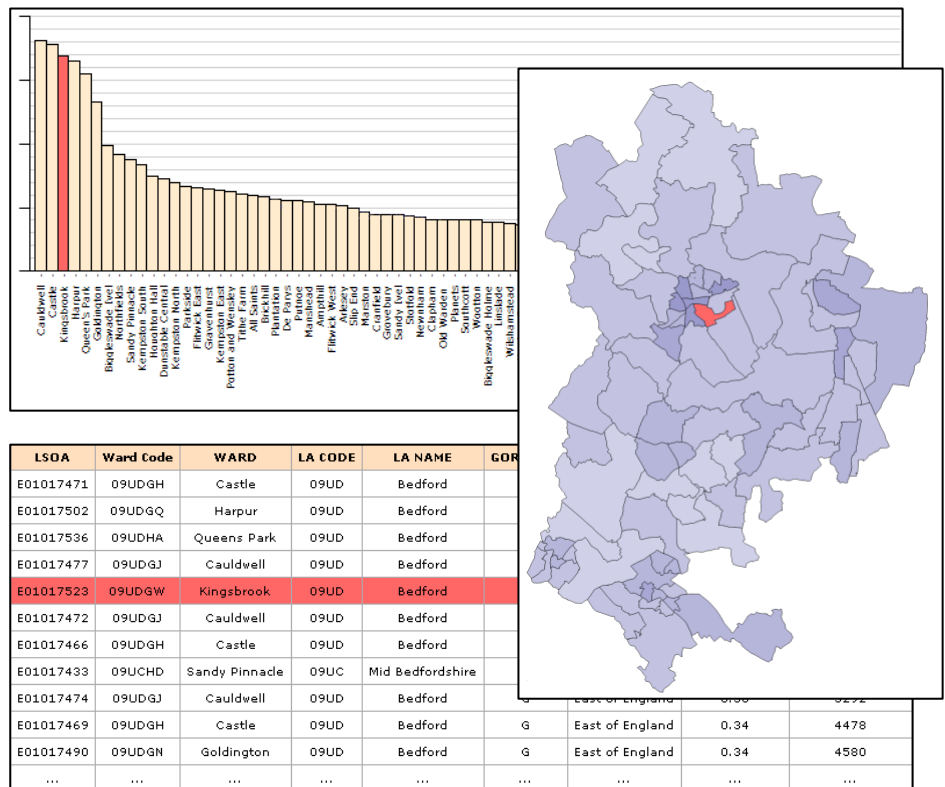 Cauldwell
Castle
Kingsbrook
Harpur
Queen's Park
Goldington
Biggleswade Ivel
Northfields
Sandy Pinnacle
Kempston South
Houghton Hall
Dunstable Central
Kempston North
Parkside
Flitwick East
Gravenhurst
Kempston East
Potton and Wensley
Tithe Farm
All Saints
Brickhill
Plantation
De Parys
Putnoe
Manshead
Ampthill
Flitwick West
Arlesey
Slip End
Marston
Cranfield
Grovebury
Sandy Ivel
Stotfold
Newnham
Clapham
Old Warden
Planets
Southcott
Wootton
Biggleswade Holme
Linslade
Wilshamstead
LSOA Ward Code WARD LA CODE LA NAME GOR
E01017471 09UDGH Castle 09UD Bedford
E01017502 09UDGQ Harpur 09UD Bedford
E01017536 09UDHA Queens Park 09UD Bedford
E01017477 09UDGJ Cauldwell 09UD Bedford
E01017523 09UDGW Kingsbrook 09UD Bedford
E01017472 09UDGJ Cauldwell 09UD Bedford
E01017466 09UDGH Castle 09UD Bedford
E01017433 09UCHD Sandy Pinnacle 09UC Mid Bedfordshire
E01017474 09UDGJ Cauldwell 09UD Bedford G East of England
E01017469 09UDGH Castle 09UD Bedford G East of England 0.34 4478
E01017490 09UDGN Goldington 09UD Bedford G East of England 0.34 4580
... ... ... ... ... ... ... ... ...